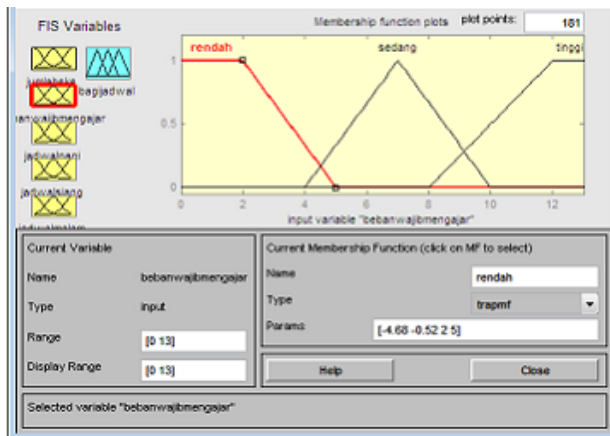 FIS Variables
Membership function plots
plot points:
181
rendah
sedang
tinggi
1
0.5
0
0
2
4
6
8
10
12
input variable "bebanwajibmengajar"
bagijadwal
anwajibmengajar
Current Variable
Name
bebanwajibmengajar
Type
input
Range
[0 13]
Display Range
[0 13]
Current Membership Function (click on MF to select)
Name
rendah
Type
trapmf
Params
[-4.68 -0.52 2 5]
Help
Close
Selected variable "bebanwajibmengajar"